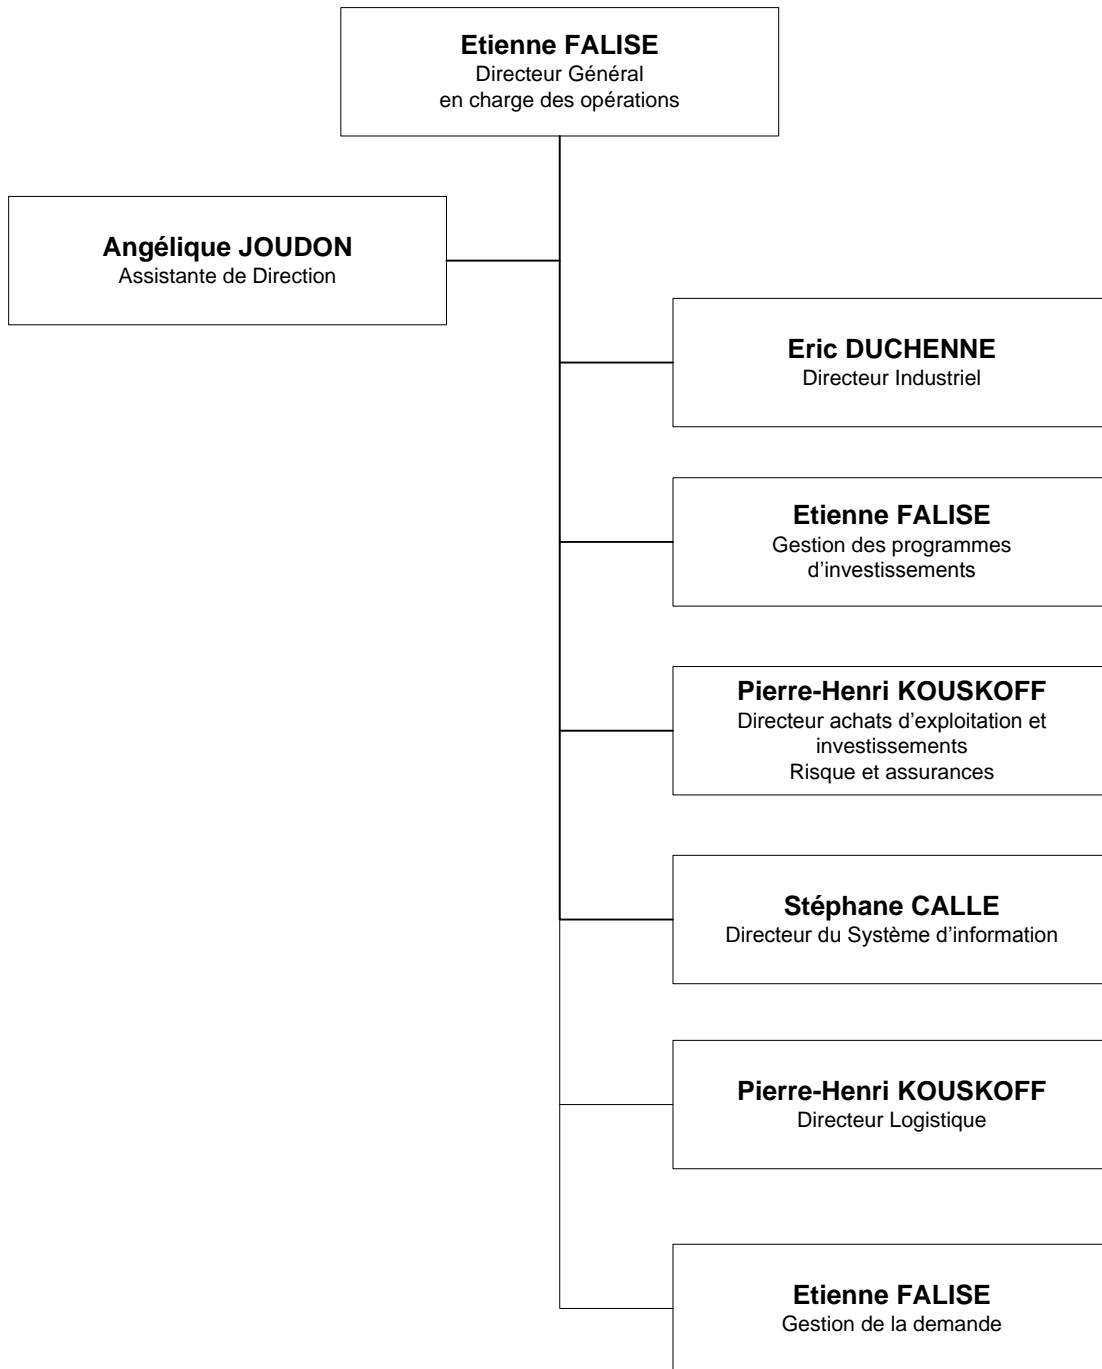 Etienne FALISE
Directeur Général
en charge des opérations
Angélique JOUDON
Assistante de Direction
Eric DUCHENNE
Directeur Industriel
Etienne FALISE
Gestion des programmes
d’investissements
Pierre-Henri KOUSKOFF
Directeur achats d’exploitation et
investissements
Risque et assurances
Stéphane CALLE
Directeur du Système d’information
Pierre-Henri KOUSKOFF
Directeur Logistique
Etienne FALISE
Gestion de la demande